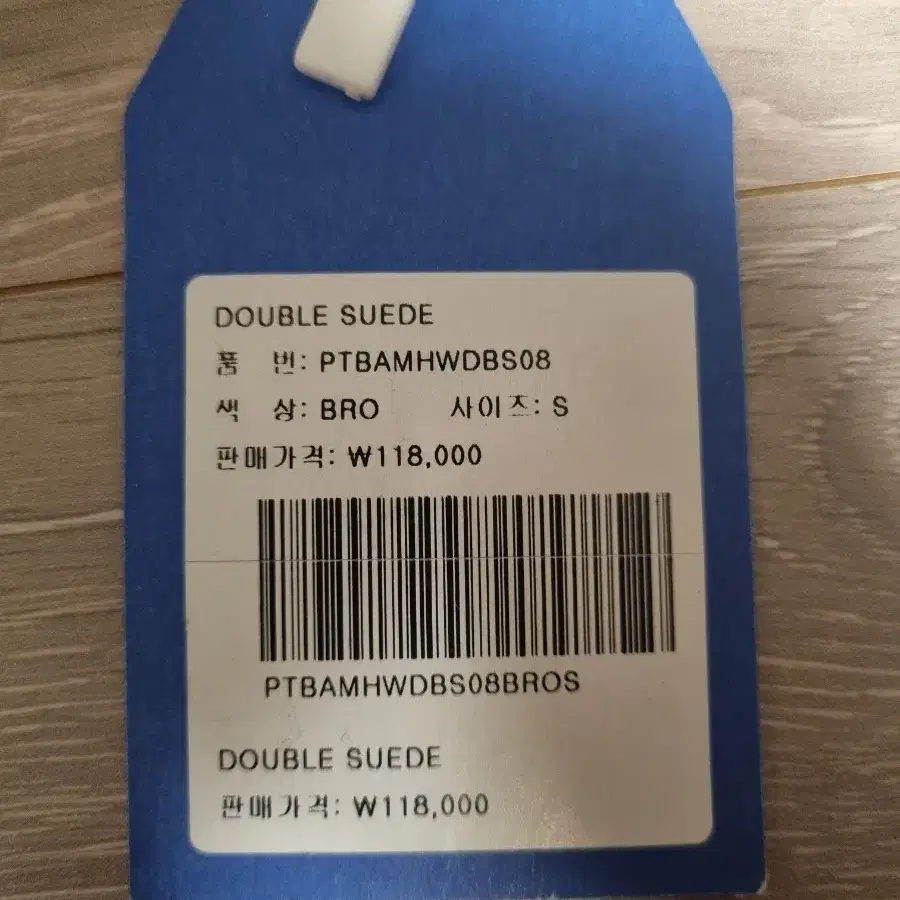 DOUBLE SUEDE
품 번: PTBAMHWDBS08
색 상: BRO 사이즈: S
판매가격: ₩118,000
PTBAMHWDBS08BROS
DOUBLE SUEDE
판매가격: ₩118,000